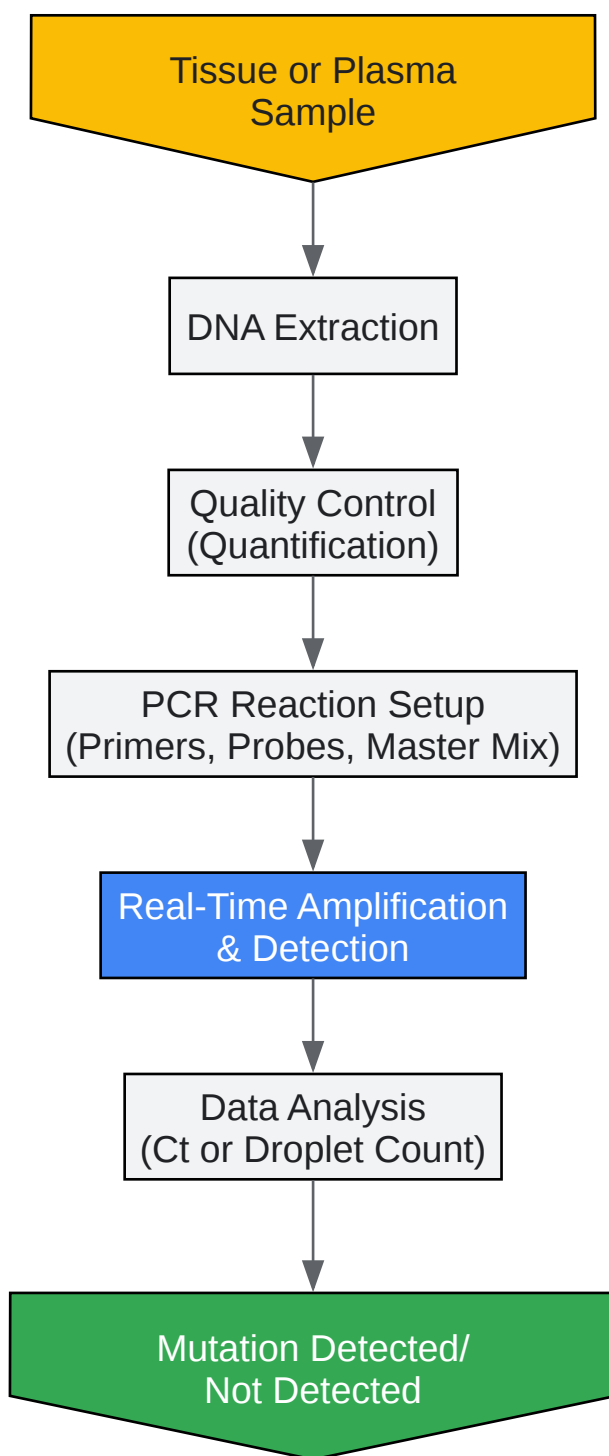 Tissue or Plasma
Sample
DNA Extraction
Quality Control
(Quantification)
PCR Reaction Setup
(Primers, Probes, Master Mix)
Real-Time Amplification
& Detection
Data Analysis
(Ct or Droplet Count)
Mutation Detected/
Not Detected